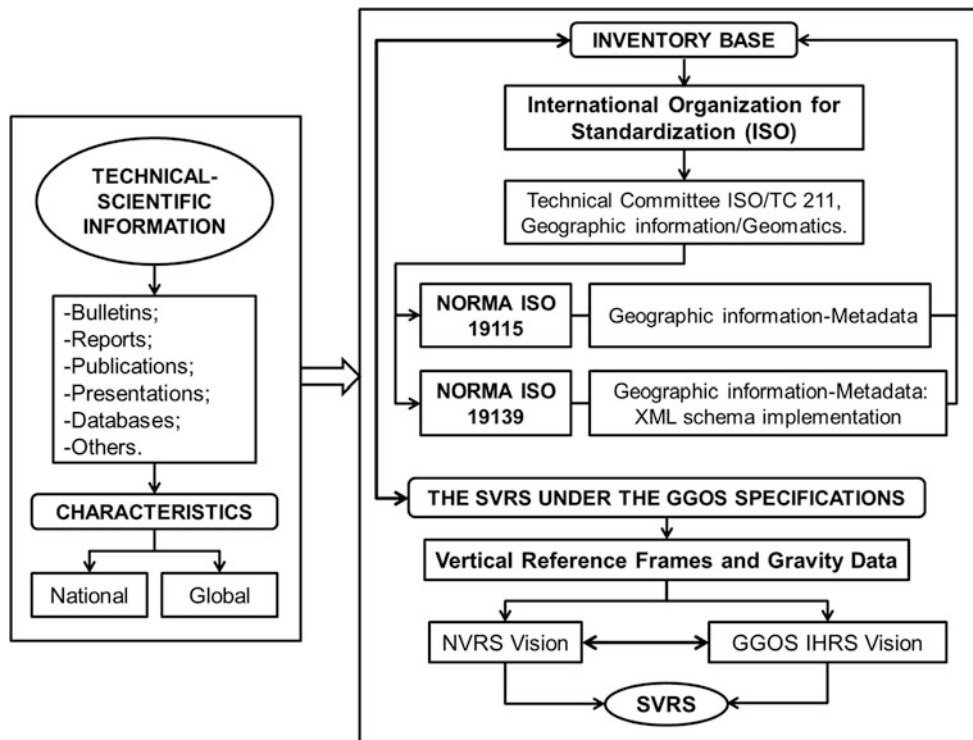 TECHNICAL-
SCIENTIFIC
INFORMATION
-Bulletins;
-Reports;
-Publications;
-Presentations;
-Databases;
-Others.
CHARACTERISTICS
National
Global
INVENTORY BASE
International Organization for
Standardization (ISO)
Technical Committee ISO/TC 211,
Geographic information/Geomatics.
NORMA ISO
19115
Geographic information-Metadata
NORMA ISO
19139
Geographic information-Metadata:
XML schema implementation
THE SVRS UNDER THE GGOS SPECIFICATIONS
Vertical Reference Frames and Gravity Data
NVRS Vision
GGOS IHRS Vision
SVRS